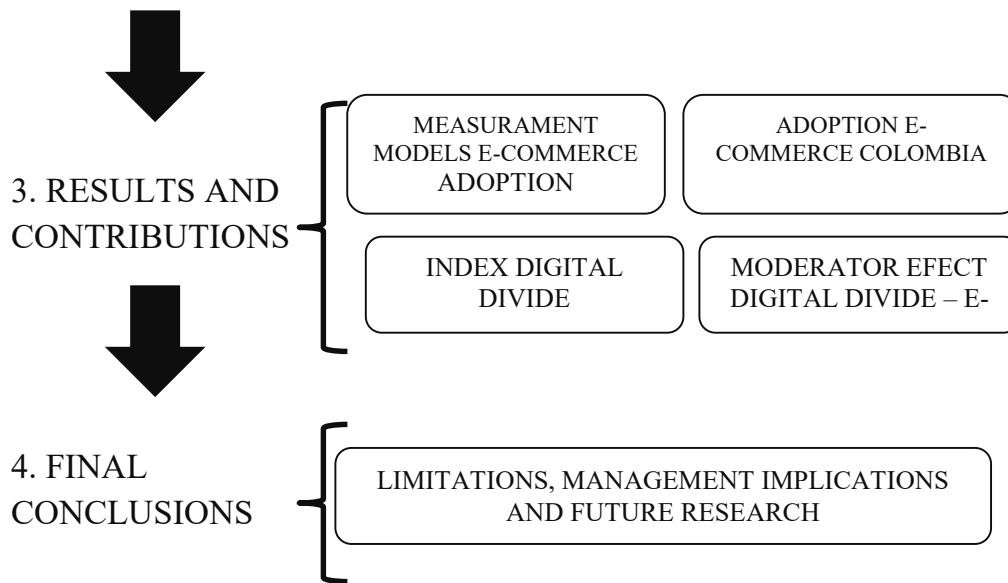 3. RESULTS AND
CONTRIBUTIONS
MEASURAMENT
MODELS E-COMMERCE
ADOPTION
ADOPTION E-
COMMERCE COLOMBIA
INDEX DIGITAL
DIVIDE
MODERATOR EFECT
DIGITAL DIVIDE – E-
4. FINAL
CONCLUSIONS
LIMITATIONS, MANAGEMENT IMPLICATIONS
AND FUTURE RESEARCH